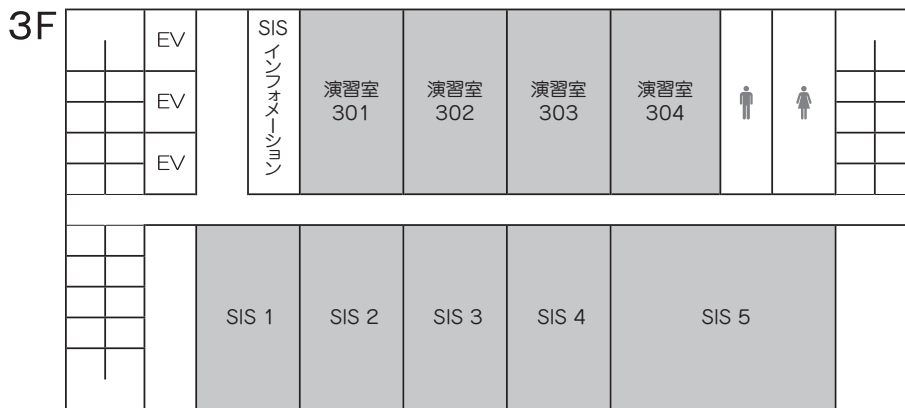 3F
EV
EV
EV
SIS
インフォメーション
演習室
301
演習室
302
演習室
303
演習室
304
SIS 1
SIS 2
SIS 3
SIS 4
SIS 5